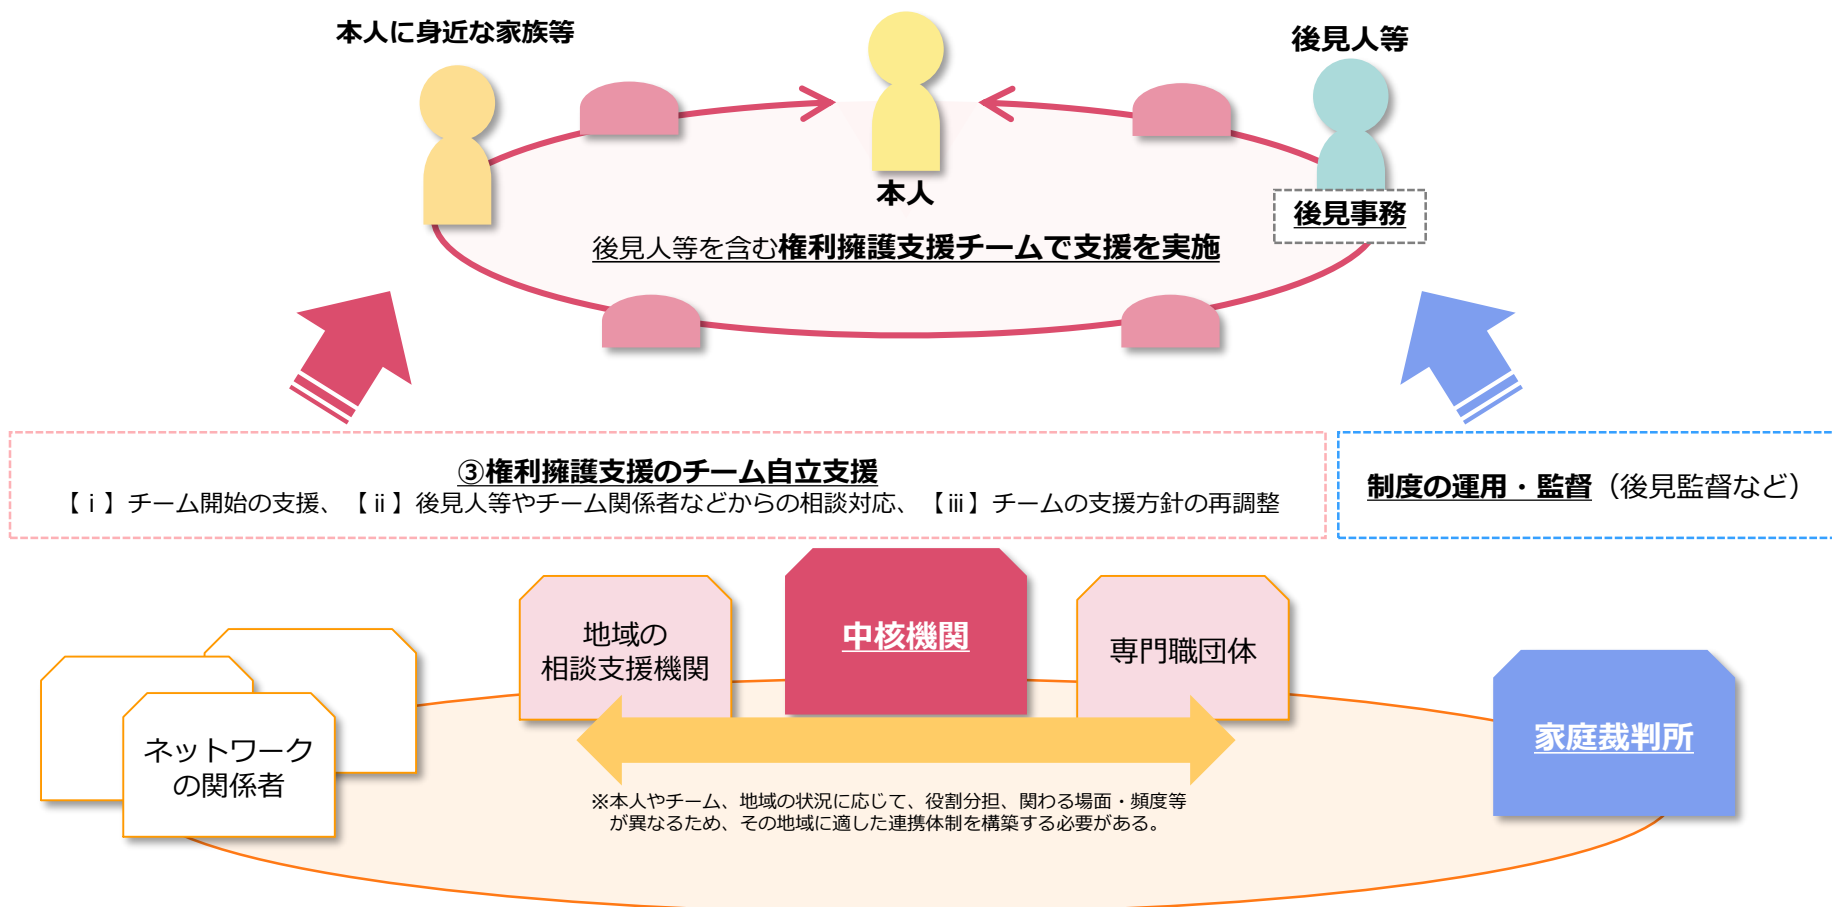 本人に身近な家族等
後見人等
本人
後見事務
後見人等を含む権利擁護支援チームで支援を実施
③権利擁護支援のチーム自立支援
【ⅰ】チーム開始の支援、【ⅱ】後見人等やチーム関係者などからの相談対応、【ⅲ】チームの支援方針の再調整
制度の運用・監督（後見監督など）
地域の
相談支援機関
中核機関
専門職団体
ネットワーク
の関係者
家庭裁判所
※本人やチーム、地域の状況に応じて、役割分担、関わる場面・頻度等
が異なるため、その地域に適した連携体制を構築する必要がある。